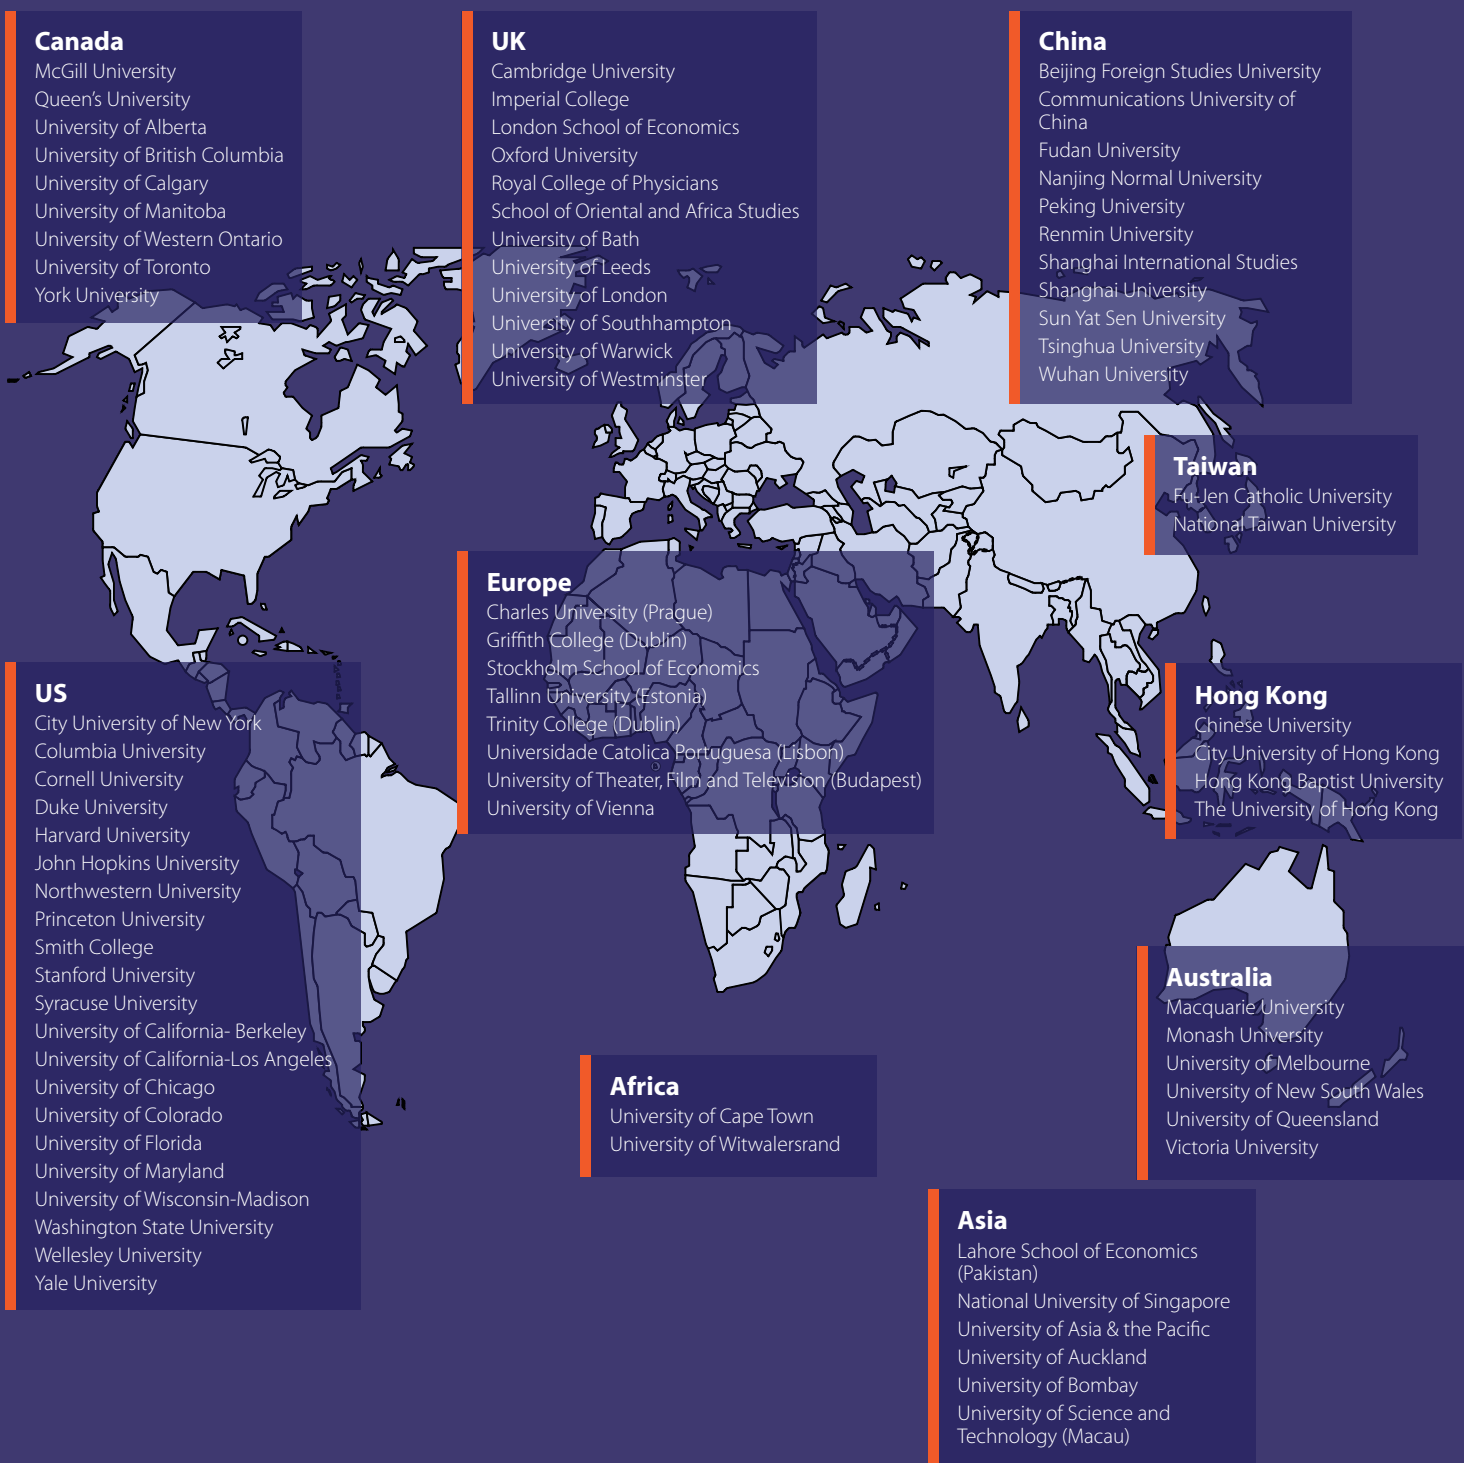 Canada
McGill University
Queen's University
University of Alberta
University of British Columbia
University of Calgary
University of Manitoba
University of Western Ontario
University of Toronto
York University
UK
Cambridge University
Imperial College
London School of Economics
Oxford University
Royal College of Physicians
School of Oriental and Africa Studies
University of Bath
University of Leeds
University of London
University of Southhampton
University of Warwick
University of Westminster
China
Beijing Foreign Studies University
Communications University of
China
Fudan University
Nanjing Normal University
Peking University
Renmin University
Shanghai International Studies
Shanghai University
Sun Yat Sen University
Tsinghua University
Wuhan University
Taiwan
Fu-Jen Catholic University
National Taiwan University
Europe
Charles University (Prague)
Griffith College (Dublin)
Stockholm School of Economics
Tallinn University (Estonia)
Trinity College (Dublin)
Universidade Catolica Portuguesa (Lisbon)
University of Theater, Film and Television (Budapest)
University of Vienna
US
City University of New York
Columbia University
Cornell University
Duke University
Harvard University
John Hopkins University
Northwestern University
Princeton University
Smith College
Stanford University
Syracuse University
University of California- Berkeley
University of California-Los Angeles
University of Chicago
University of Colorado
University of Florida
University of Maryland
University of Wisconsin-Madison
Washington State University
Wellesley University
Yale University
Hong Kong
Chinese University
City University of Hong Kong
Hong Kong Baptist University
The University of Hong Kong
Australia
Macquarie University
Monash University
University of Melbourne
University of New South Wales
University of Queensland
Victoria University
Africa
University of Cape Town
University of Witwalersrand
Asia
Lahore School of Economics
(Pakistan)
National University of Singapore
University of Asia & the Pacific
University of Auckland
University of Bombay
University of Science and
Technology (Macau)